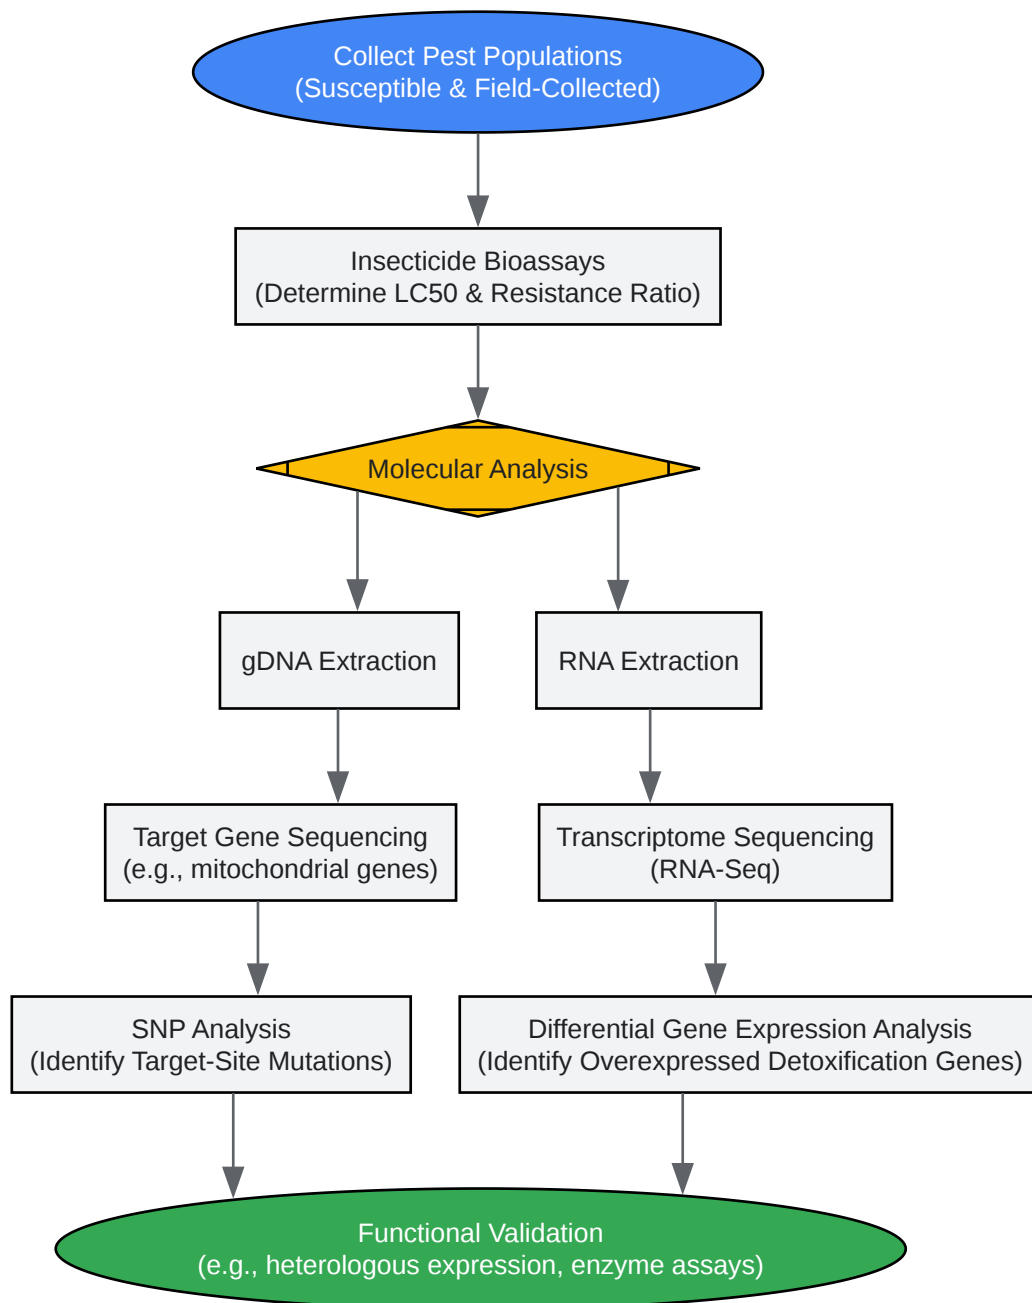 Collect Pest Populations
(Susceptible & Field-Collected)
Insecticide Bioassays
(Determine LC50 & Resistance Ratio)
Molecular Analysis
gDNA Extraction
RNA Extraction
Target Gene Sequencing
(e.g., mitochondrial genes)
Transcriptome Sequencing
(RNA-Seq)
SNP Analysis
(Identify Target-Site Mutations)
Differential Gene Expression Analysis
(Identify Overexpressed Detoxification Genes)
Functional Validation
(e.g., heterologous expression, enzyme assays)